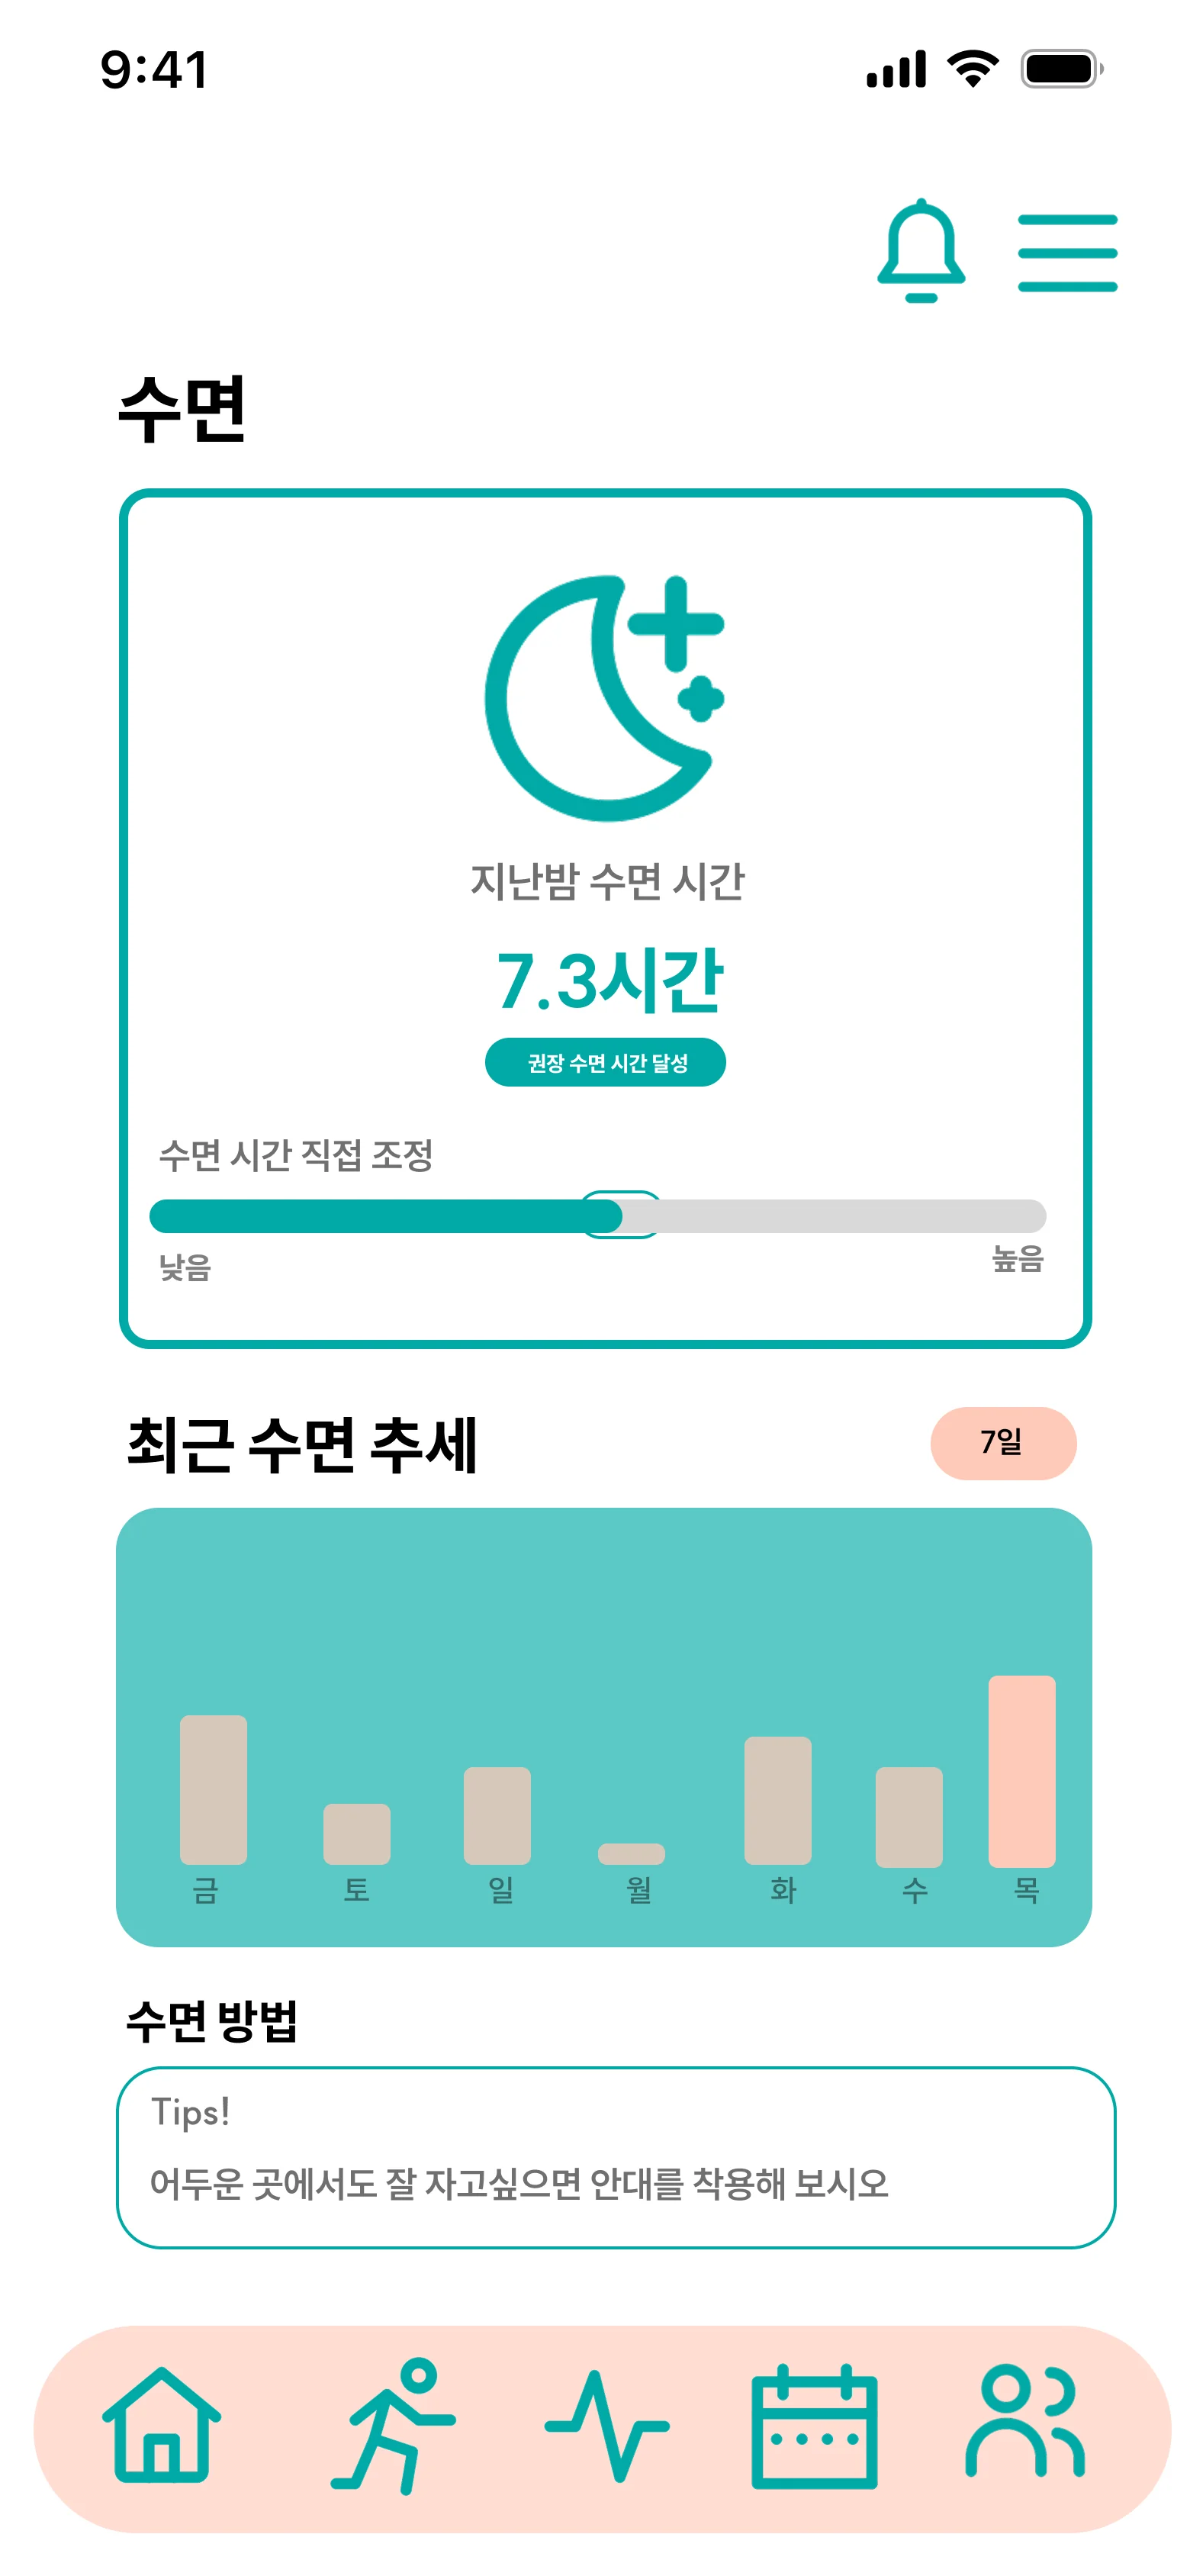 9:41
수면
지난밤 수면 시간
7.3시간
권장 수면 시간 달성
수면 시간 직접 조정
낮음
높음
최근 수면 추세
7일
금 토 일 월 화 수 목
수면 방법
Tips!
어두운 곳에서도 잘 자고싶으면 안대를 착용해 보시오